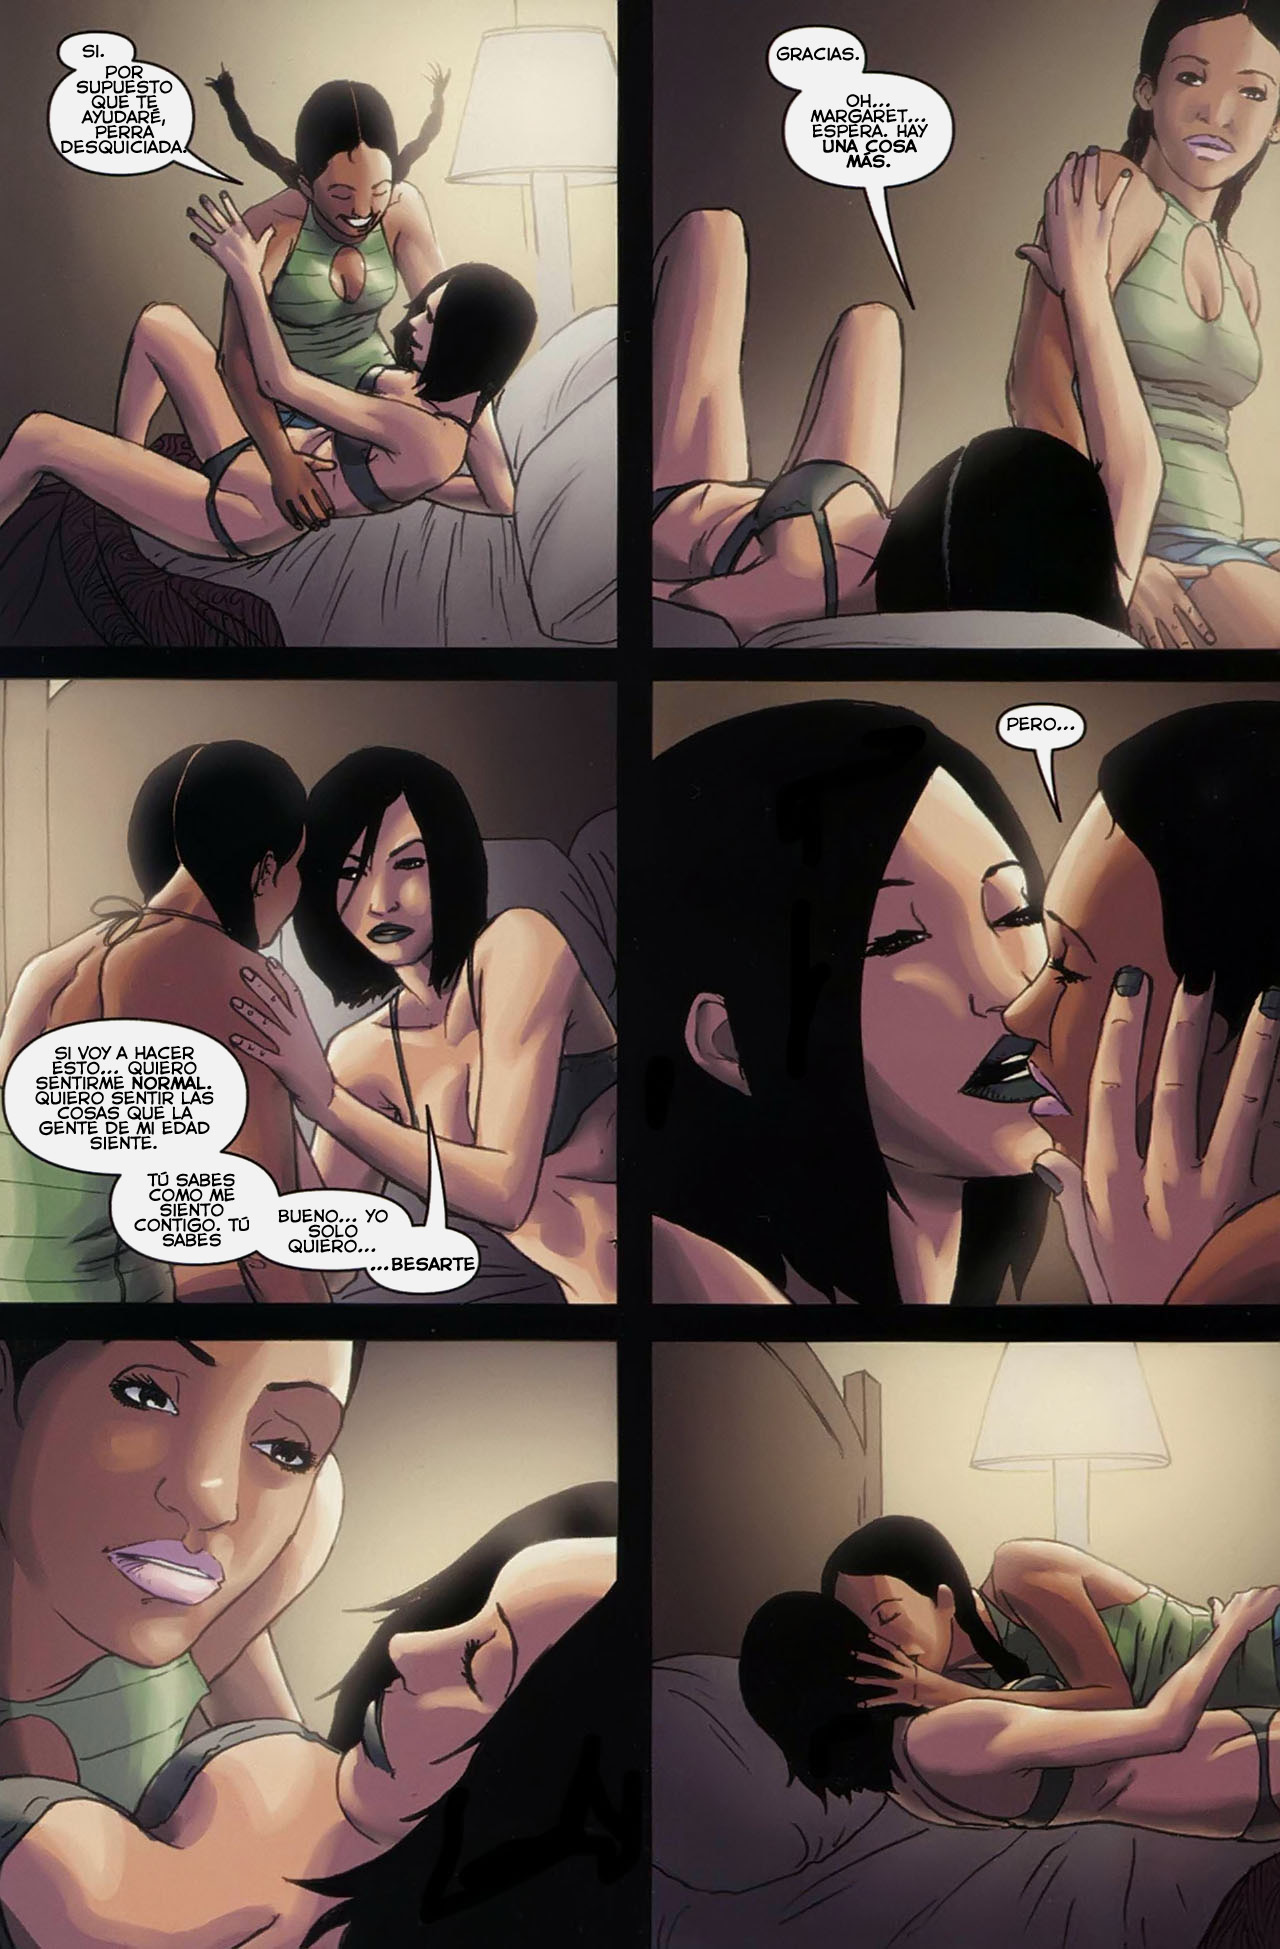 SI.
POR
SUPUESTO
QUE TE
AYUDARÉ,
PERRA
DESQUICIADA.
GRACIAS.
OH...
MARGARET...
ESPERA. HAY
UNA COSA
MÁS.
SI VOY A HACER
ESTO... QUIERO
SENTIRME NORMAL.
QUIERO SENTIR LAS
COSAS QUE LA
GENTE DE MI EDAD
SIENTE.
TÚ SABES
COMO ME
SIENTO
CONTIGO. TÚ
SABES
BUENO... YO
SOLO
QUIERO...
...BESARTE
PERO...